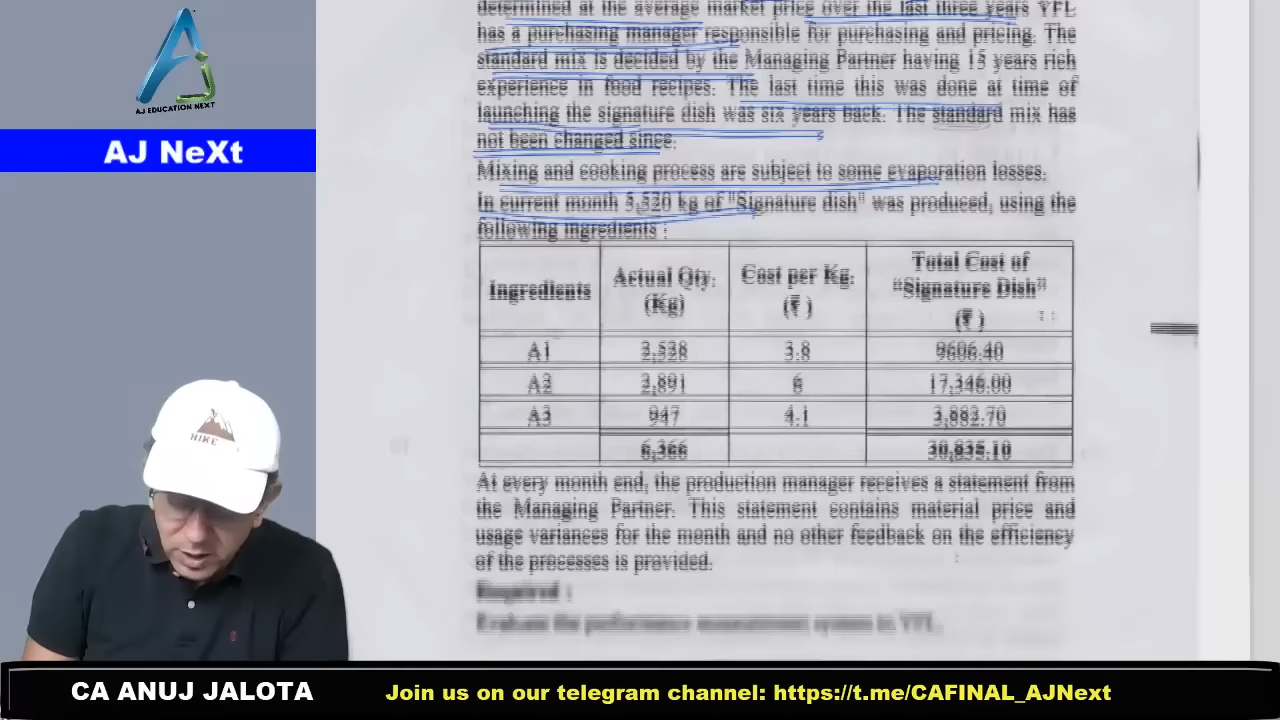 AJ EDUCATION NEXT
AJ NeXt
determined at the average market price over the last three years YFL
has a purchasing manager responsible for purchasing and pricing. The
standard mix is decided by the Managing Partner having 15 years rich
experience in food recipes. The last time this was done at time of
launching the signature dish was six years back. The standard mix has
not been changed since.
Mixing and cooking process are subject to some evaporation losses.
In current month 5,520 kg of "Signature dish" was produced, using the
following ingredients :
Ingredients Actual Qty. (Kg) Cost per Kg. (₹) Total Cost of "Signature Dish" (₹)
A1 2,528 3.8 9606.40
A2 2,891 6 17,346.00
A3 947 4.1 3,882.70
6,366 30,835.10
At every month end, the production manager receives a statement from
the Managing Partner. This statement contains material price and
usage variances for the month and no other feedback on the efficiency
of the processes is provided.
Required :
Evaluate the performance measurement system in YFL.
HIKE
CA ANUJ JALOTA
Join us on our telegram channel: https://t.me/CAFINAL_AJNext